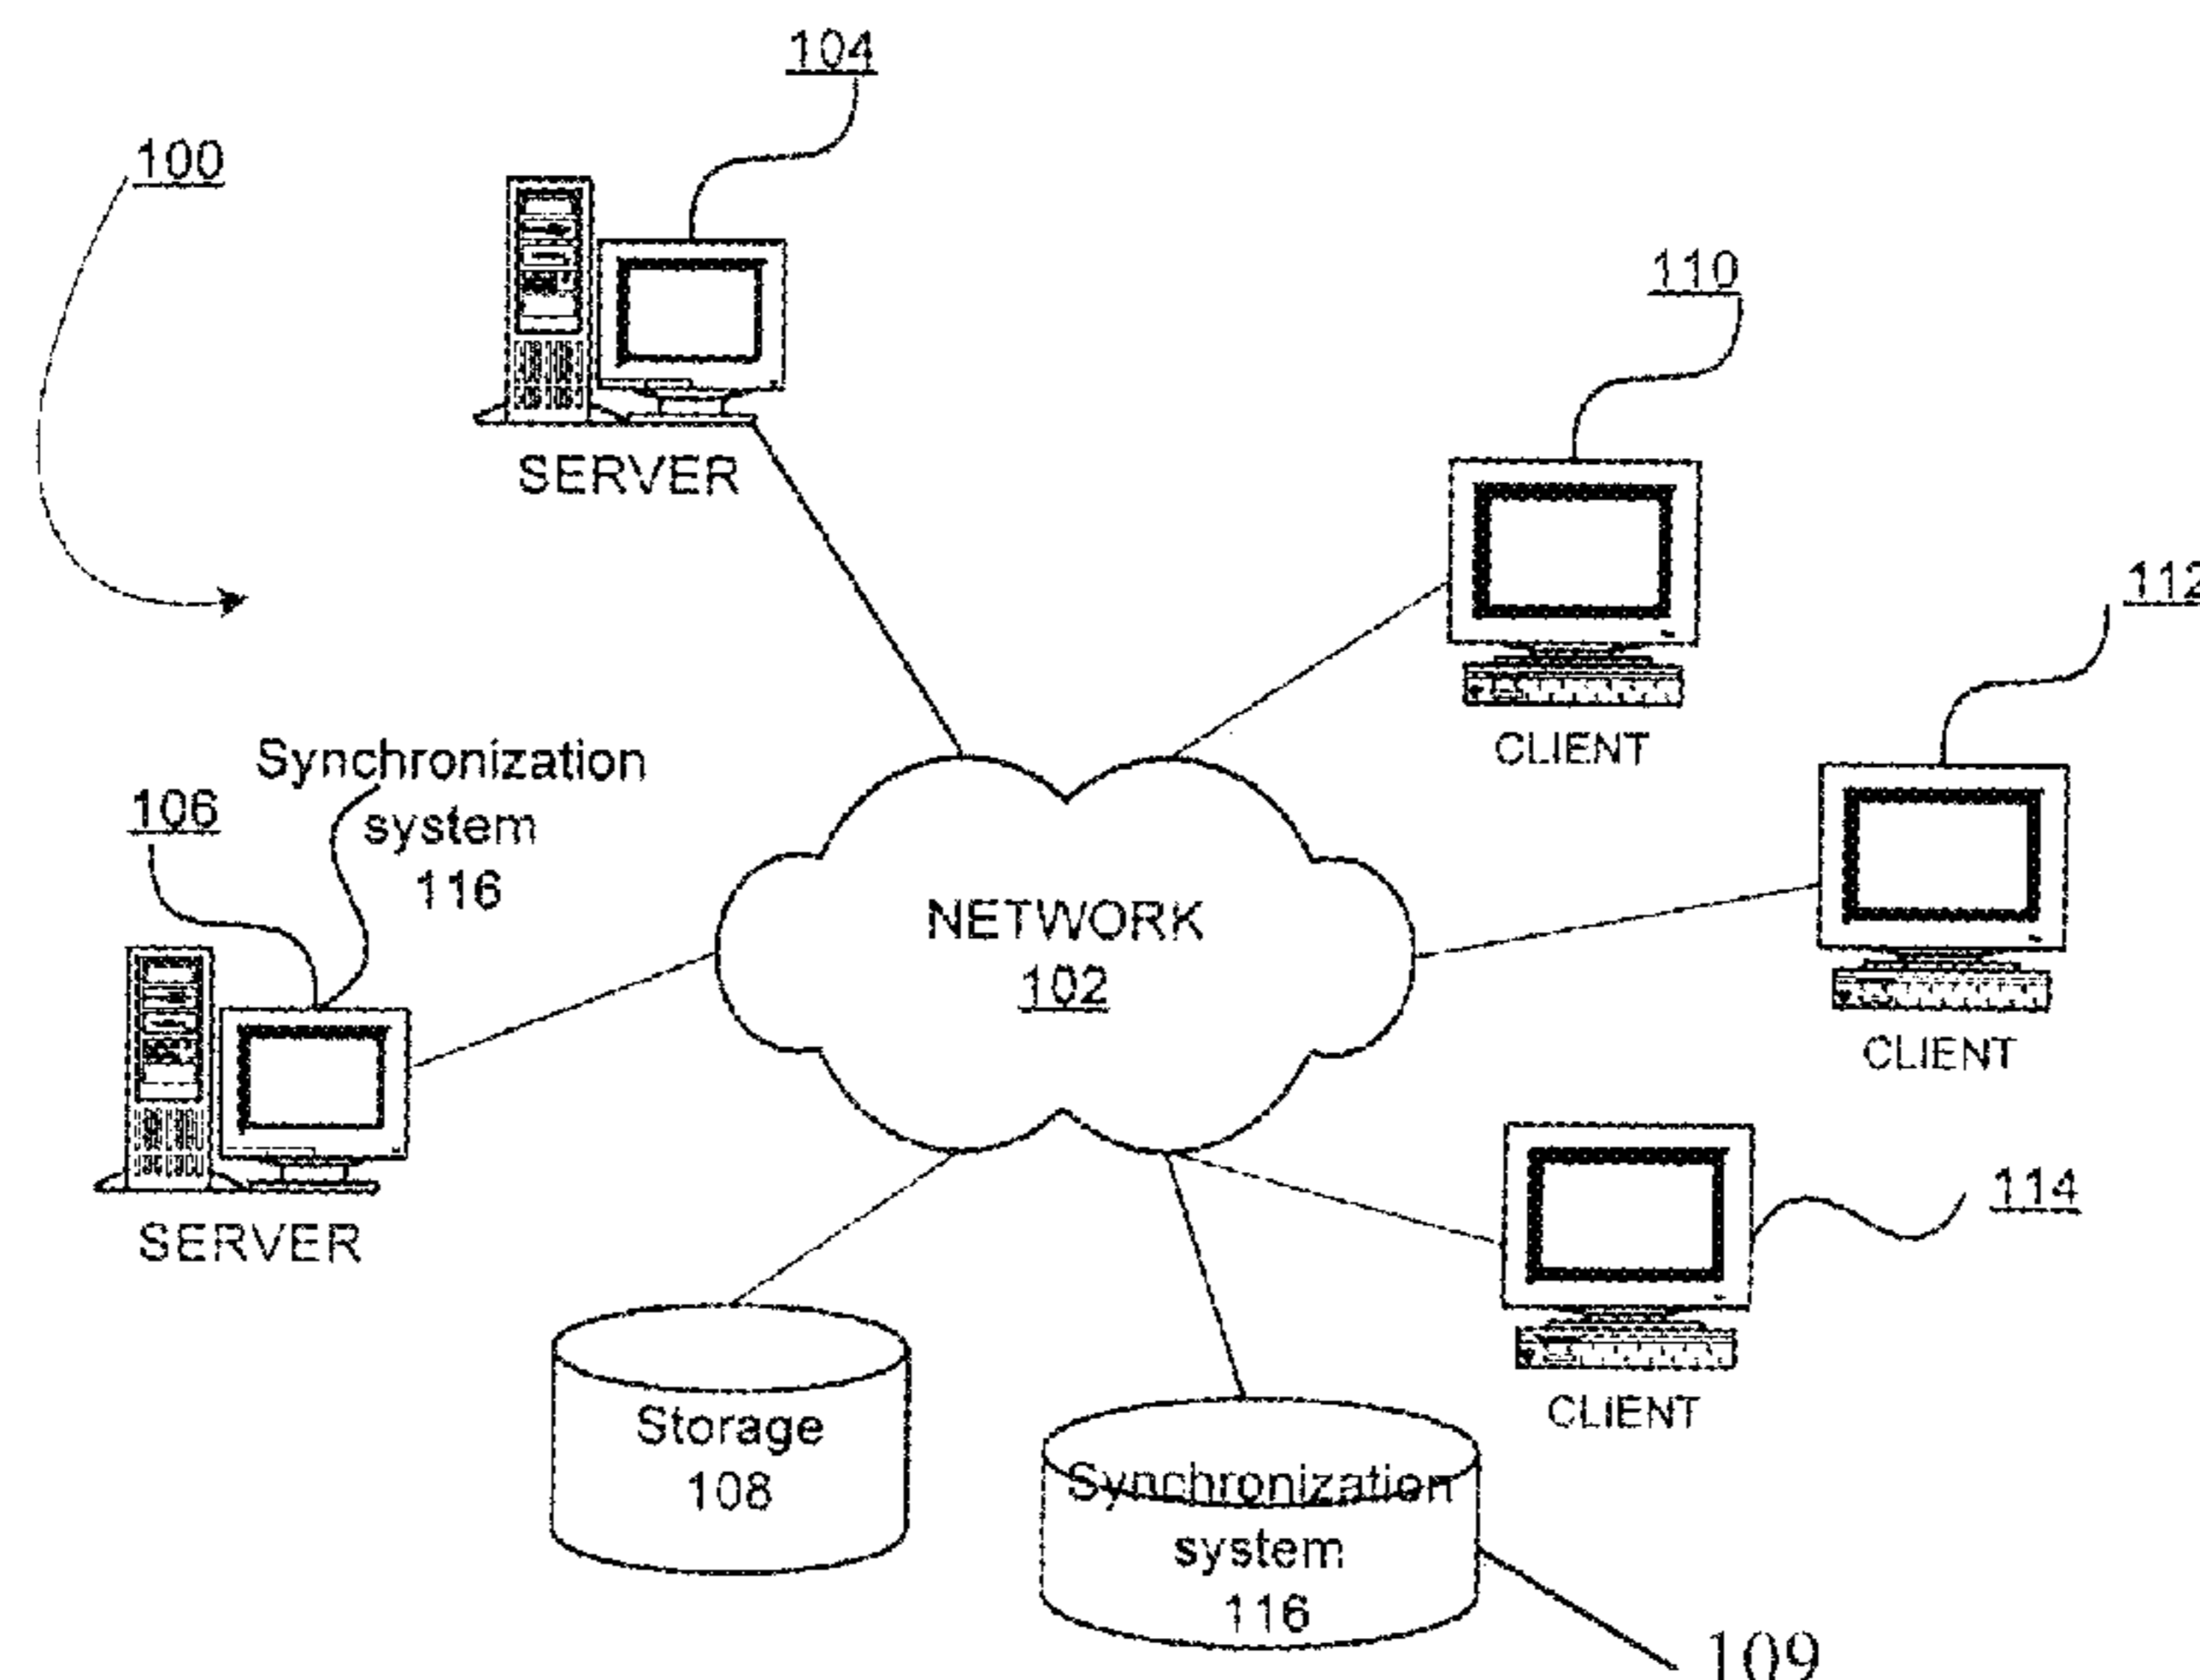 104
100
110
SERVER
112
CLIENT
Synchronization
system
116
106
NETWORK
102
CLIENT
114
SERVER
CLIENT
Storage
108
Synchronization
system
116
109